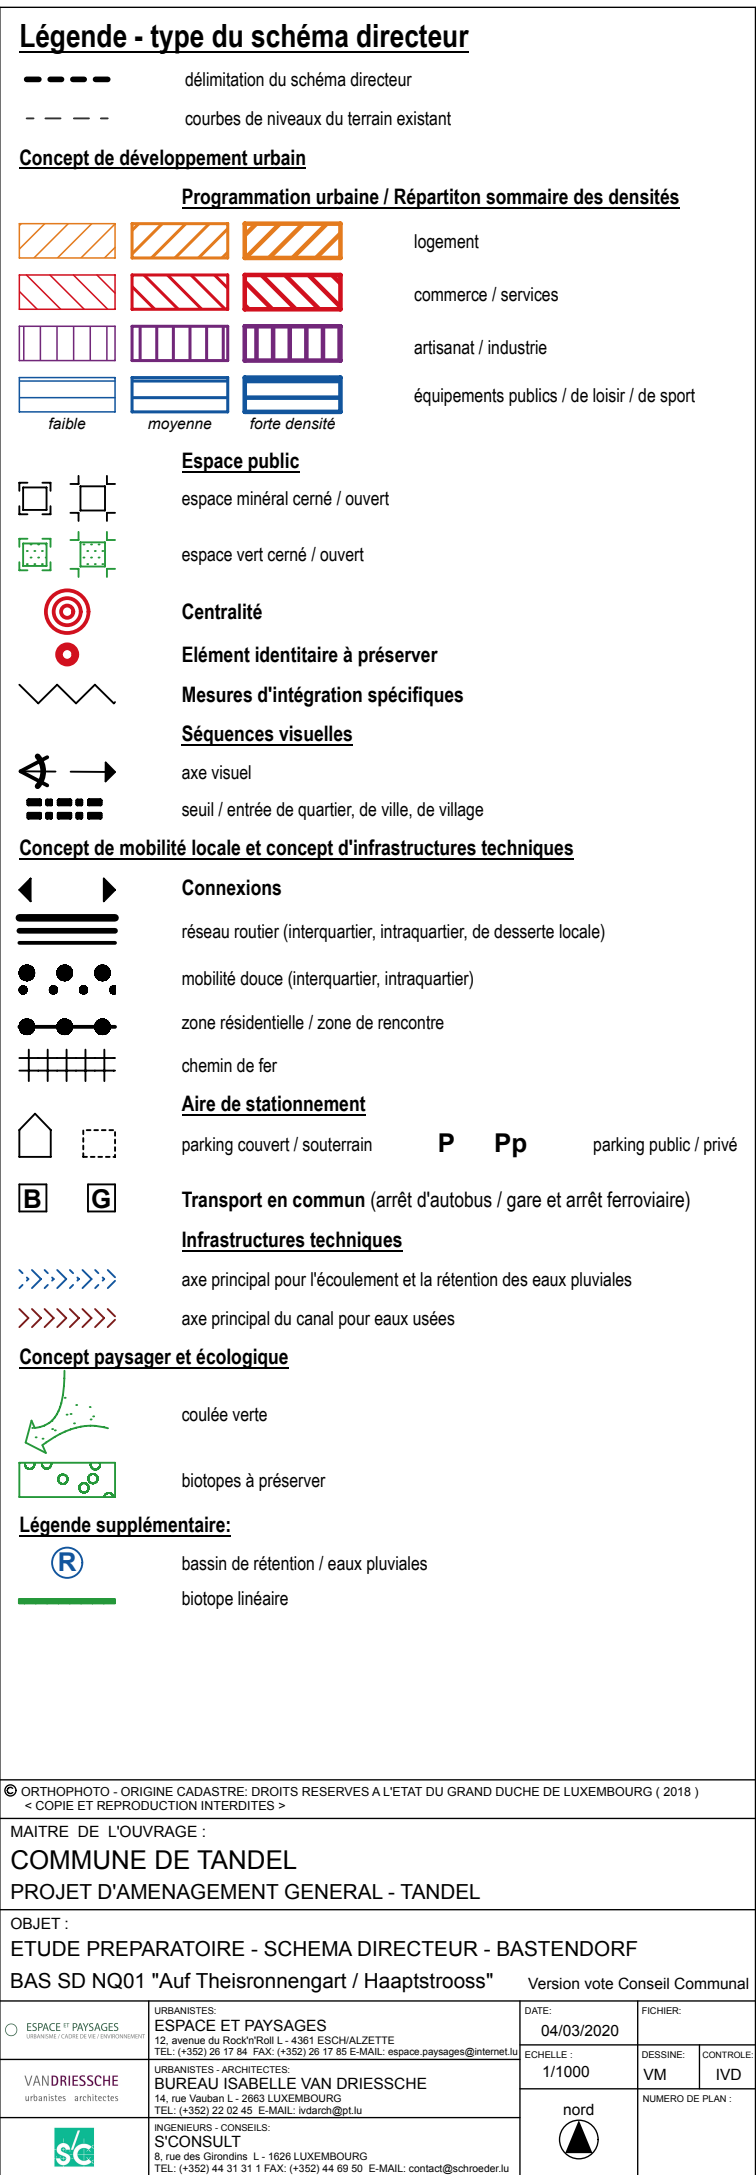 Légende - type du schéma directeur
délimitation du schéma directeur
courbes de niveaux du terrain existant
Concept de développement urbain
Programmation urbaine / Répartiton sommaire des densités
logement
commerce / services
artisanat / industrie
équipements publics / de loisir / de sport
faible moyenne forte densité
Espace public
espace minéral cerné / ouvert
espace vert cerné / ouvert
Centralité
Elément identitaire à préserver
Mesures d'intégration spécifiques
Séquences visuelles
axe visuel
seuil / entrée de quartier, de ville, de village
Concept de mobilité locale et concept d'infrastructures techniques
Connexions
réseau routier (interquartier, intraquartier, de desserte locale)
mobilité douce (interquartier, intraquartier)
zone résidentielle / zone de rencontre
chemin de fer
Aire de stationnement
parking couvert / souterrain P Pp parking public / privé
B G Transport en commun (arrêt d'autobus / gare et arrêt ferroviaire)
Infrastructures techniques
axe principal pour l'écoulement et la rétention des eaux pluviales
axe principal du canal pour eaux usées
Concept paysager et écologique
coulée verte
biotopes à préserver
Légende supplémentaire:
R bassin de rétention / eaux pluviales
biotope linéaire
© ORTHOPHOTO - ORIGINE CADASTRE: DROITS RESERVES A L'ETAT DU GRAND DUCHE DE LUXEMBOURG ( 2018 )
< COPIE ET REPRODUCTION INTERDITES >
MAITRE DE L'OUVRAGE :
COMMUNE DE TANDEL
PROJET D'AMENAGEMENT GENERAL - TANDEL
OBJET :
ETUDE PREPARATOIRE - SCHEMA DIRECTEUR - BASTENDORF
BAS SD NQ01 "Auf Theisronnengart / Haaptstrooss" Version vote Conseil Communal
ESPACE ET PAYSAGES
URBANISME / CADRE DE VIE / ENVIRONNEMENT
URBANISTES:
ESPACE ET PAYSAGES
12, avenue du Rock'n'Roll L - 4361 ESCH/ALZETTE
TEL: (+352) 26 17 84 FAX: (+352) 26 17 85 E-MAIL: espace.paysages@internet.lu
DATE:
04/03/2020
FICHIER:
VANDRIESSCHE
urbanistes architectes
URBANISTES - ARCHITECTES:
BUREAU ISABELLE VAN DRIESSCHE
14, rue Vauban L - 2663 LUXEMBOURG
TEL: (+352) 22 02 45 E-MAIL: ivdarch@pt.lu
ECHELLE :
1/1000
DESSINE:
VM
CONTROLE:
IVD
s/c
INGENIEURS - CONSEILS:
S'CONSULT
8, rue des Girondins L - 1626 LUXEMBOURG
TEL: (+352) 44 31 31 1 FAX: (+352) 44 69 50 E-MAIL: contact@schroeder.lu
nord
NUMERO DE PLAN :